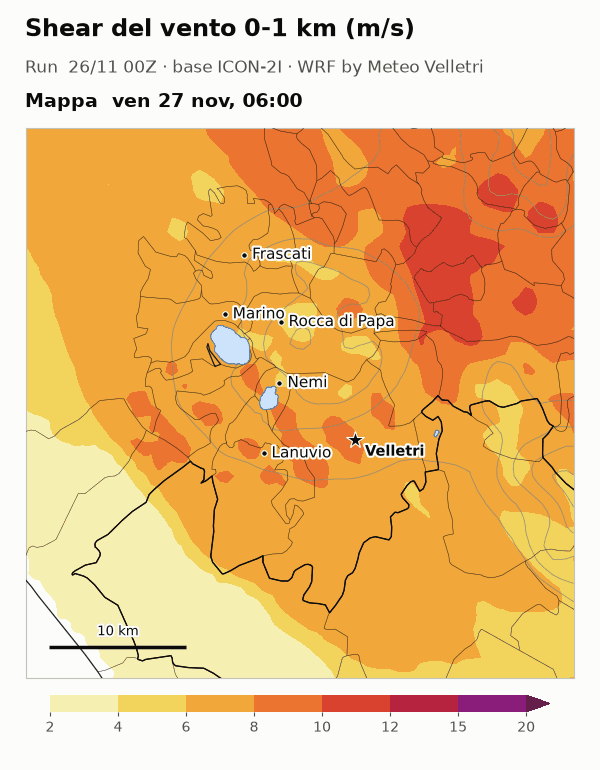 Shear del vento 0-1 km (m/s)
Run  26/11 00Z · base ICON-2I · WRF by Meteo Velletri
Mappa  ven 27 nov, 06:00
Frascati
Marino
Rocca di Papa
Nemi
Velletri
Lanuvio
10 km
2 4 6 8 10 12 15 20